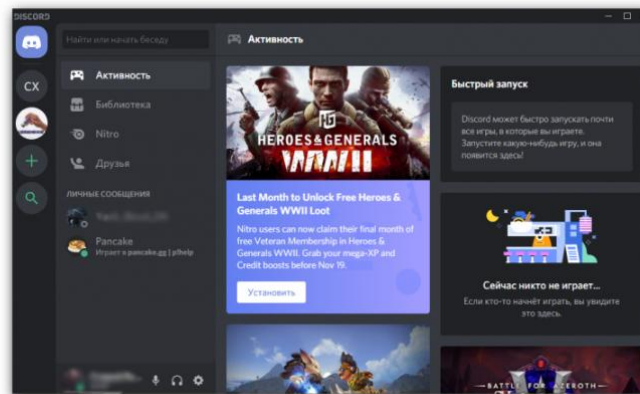 DISCORD
Найти или начать беседу
Активность
CX
Активность
Библиотека
Nitro
Друзья
ЛИЧНЫЕ СООБЩЕНИЯ
Pancake
Играет в pancake.gg | p!help
HG
HEROES & GENERALS
WWII
Last Month to Unlock Free Heroes &
Generals WWII Loot
Nitro users can now claim their final month of
free Veteran Membership in Heroes &
Generals WWII. Grab your mega-XP and
Credit boosts before Nov 19.
Установить
Быстрый запуск
Discord может быстро запускать почти
все игры, в которые вы играете.
Запустите какую-нибудь игру, и она
появится здесь!
Сейчас никто не играет...
Если кто-то начнёт играть, вы увидите
это здесь.
BATTLE FOR AZEROTH